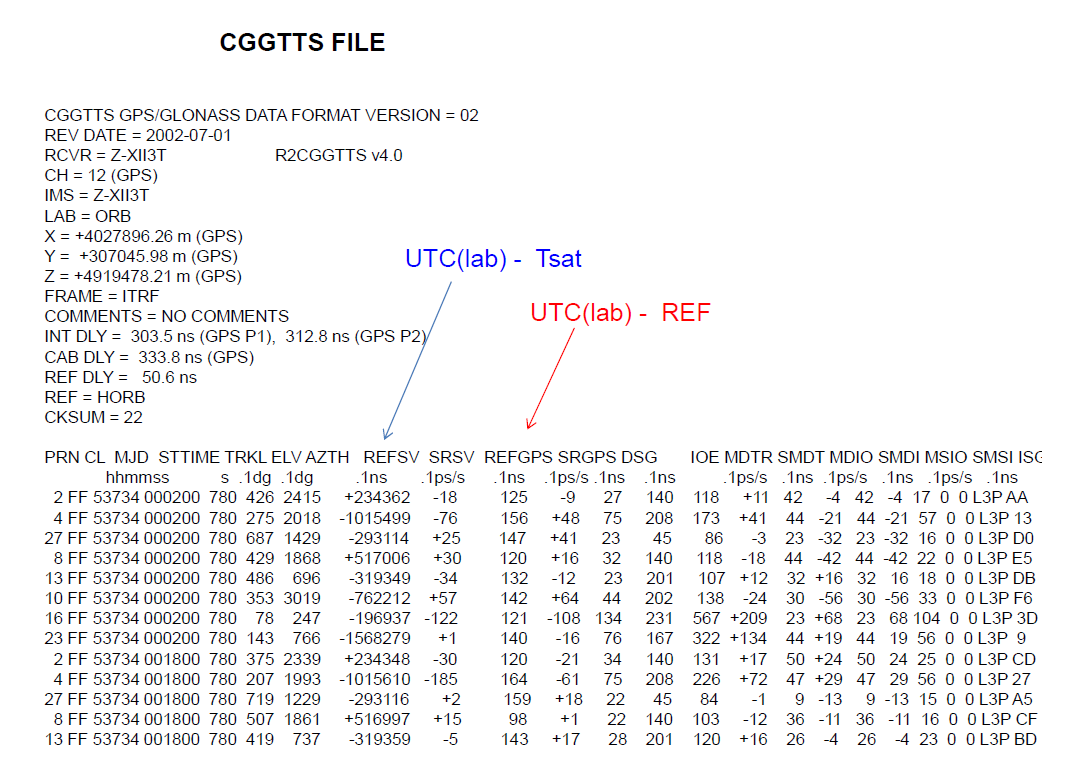 CGGTTS FILE
CGGTTS GPS/GLONASS DATA FORMAT VERSION = 02
REV DATE = 2002-07-01
RCVR = Z-XII3T R2CGGTTS v4.0
CH = 12 (GPS)
IMS = Z-XII3T
LAB = ORB
X = +4027896.26 m (GPS)
Y = +307045.98 m (GPS)
Z = +4919478.21 m (GPS)
FRAME = ITRF
COMMENTS = NO COMMENTS
INT DLY = 303.5 ns (GPS P1), 312.8 ns (GPS P2)
CAB DLY = 333.8 ns (GPS)
REF DLY = 50.6 ns
REF = HORB
CKSUM = 22
UTC(lab) - Tsat
UTC(lab) - REF
PRN CL MJD STTIME TRKL ELV AZTH REFSV SRSV REFGPS SRGPS DSG IOE MDTR SMDT MDIO SMDI MSIO SMSI ISG
hhmmss s .1dg .1dg .1ns .1ps/s .1ns .1ps/s .1ns .1ns .1ps/s .1ns .1ps/s .1ns .1ps/s .1ns
2 FF 53734 000200 780 426 2415 +234362 -18 125 -9 27 140 118 +11 42 -4 42 -4 17 0 0 L3P AA
4 FF 53734 000200 780 275 2018 -1015499 -76 156 +48 75 208 173 +41 44 -21 44 -21 57 0 0 L3P 13
27 FF 53734 000200 780 687 1429 -293114 +25 147 +41 23 45 86 -3 23 -32 23 -32 16 0 0 L3P D0
8 FF 53734 000200 780 429 1868 +517006 +30 120 +16 32 140 118 -18 44 -42 44 -42 22 0 0 L3P E5
13 FF 53734 000200 780 486 696 -319349 -34 132 -12 23 201 107 +12 32 +16 32 16 18 0 0 L3P DB
10 FF 53734 000200 780 353 3019 -762212 +57 142 +64 44 202 138 -24 30 -56 30 -56 33 0 0 L3P F6
16 FF 53734 000200 780 78 247 -196937 -122 121 -108 134 231 567 +209 23 +68 23 68 104 0 0 L3P 3D
23 FF 53734 000200 780 143 766 -1568279 +1 140 -16 76 167 322 +134 44 +19 44 19 56 0 0 L3P 9
2 FF 53734 001800 780 375 2339 +234348 -30 120 -21 34 140 131 +17 50 +24 50 24 25 0 0 L3P CD
4 FF 53734 001800 780 207 1993 -1015610 -185 164 -61 75 208 226 +72 47 +29 47 29 56 0 0 L3P 27
27 FF 53734 001800 780 719 1229 -293116 +2 159 +18 22 45 84 -1 9 -13 9 -13 15 0 0 L3P A5
8 FF 53734 001800 780 507 1861 +516997 +15 98 +1 22 140 103 -12 36 -11 36 -11 16 0 0 L3P CF
13 FF 53734 001800 780 419 737 -319359 -5 143 +17 28 201 120 +16 26 -4 26 -4 23 0 0 L3P BD